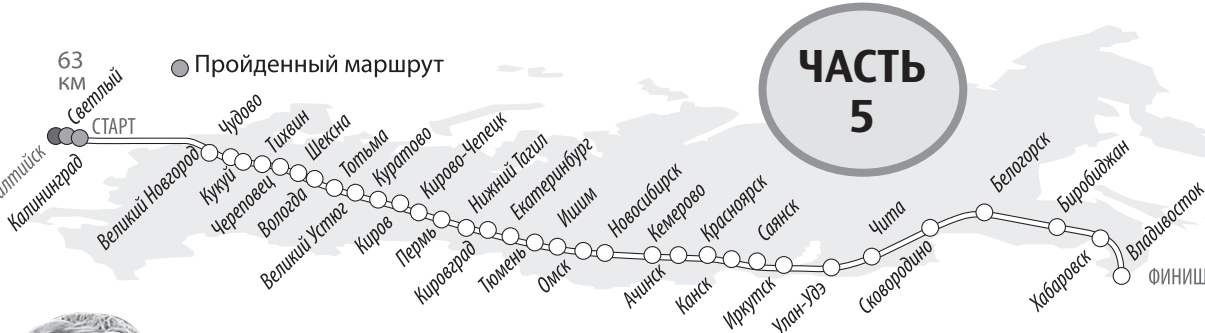 63
км
Светлый
Пройденный маршрут
ЧАСТЬ
5
СТАРТ
Калининград
Великий Новгород
Чудово
Кукуй
Тихвин
Череповец
Шексна
Вологда
Тотьма
Великий Устюг
Куратово
Киров
Кирово-Чепецк
Пермь
Нижний Тагил
Кировград
Екатеринбург
Тюмень
Ишим
Омск
Новосибирск
Ачинск
Кемерово
Канск
Красноярск
Иркутск
Саянск
Улан-Удэ
Чита
Сковородино
Белогорск
Хабаровск
Биробиджан
Владивосток
ФИНИШ